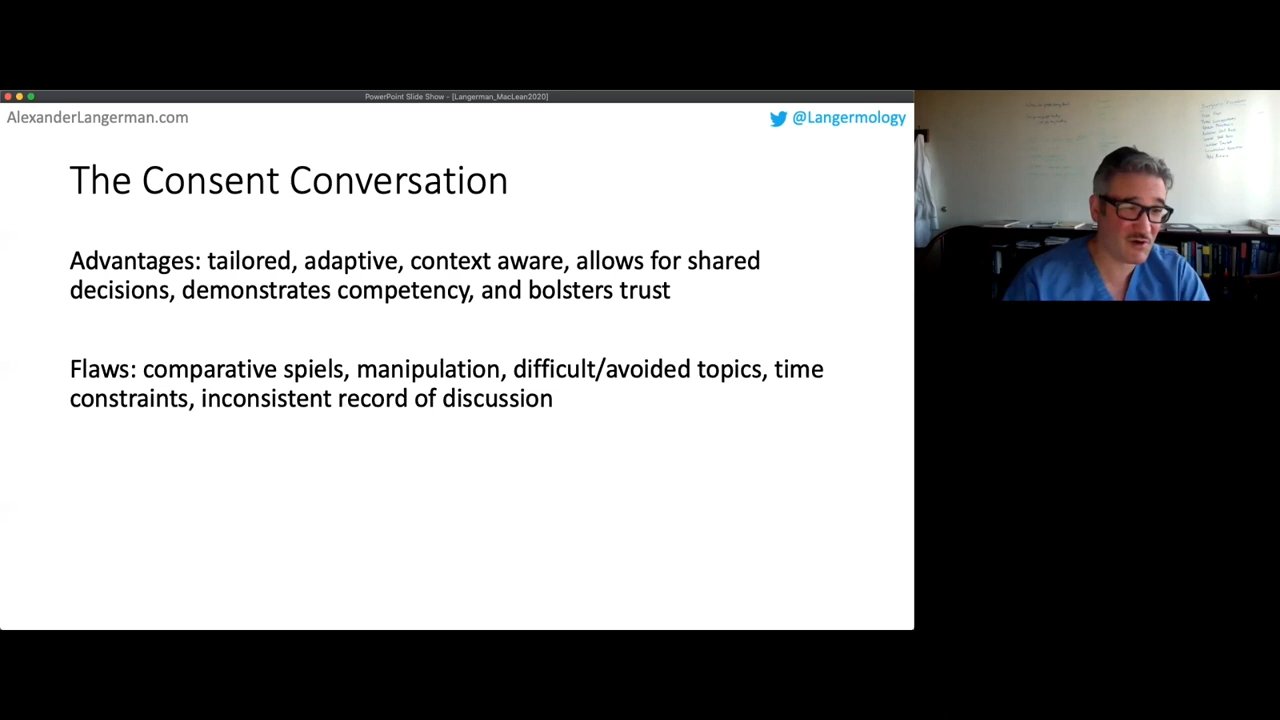 PowerPoint Slide Show - [Langerman_MacLean2020]
AlexanderLangerman.com
@Langermology
The Consent Conversation
Advantages: tailored, adaptive, context aware, allows for shared
decisions, demonstrates competency, and bolsters trust
Flaws: comparative spiels, manipulation, difficult/avoided topics, time
constraints, inconsistent record of discussion